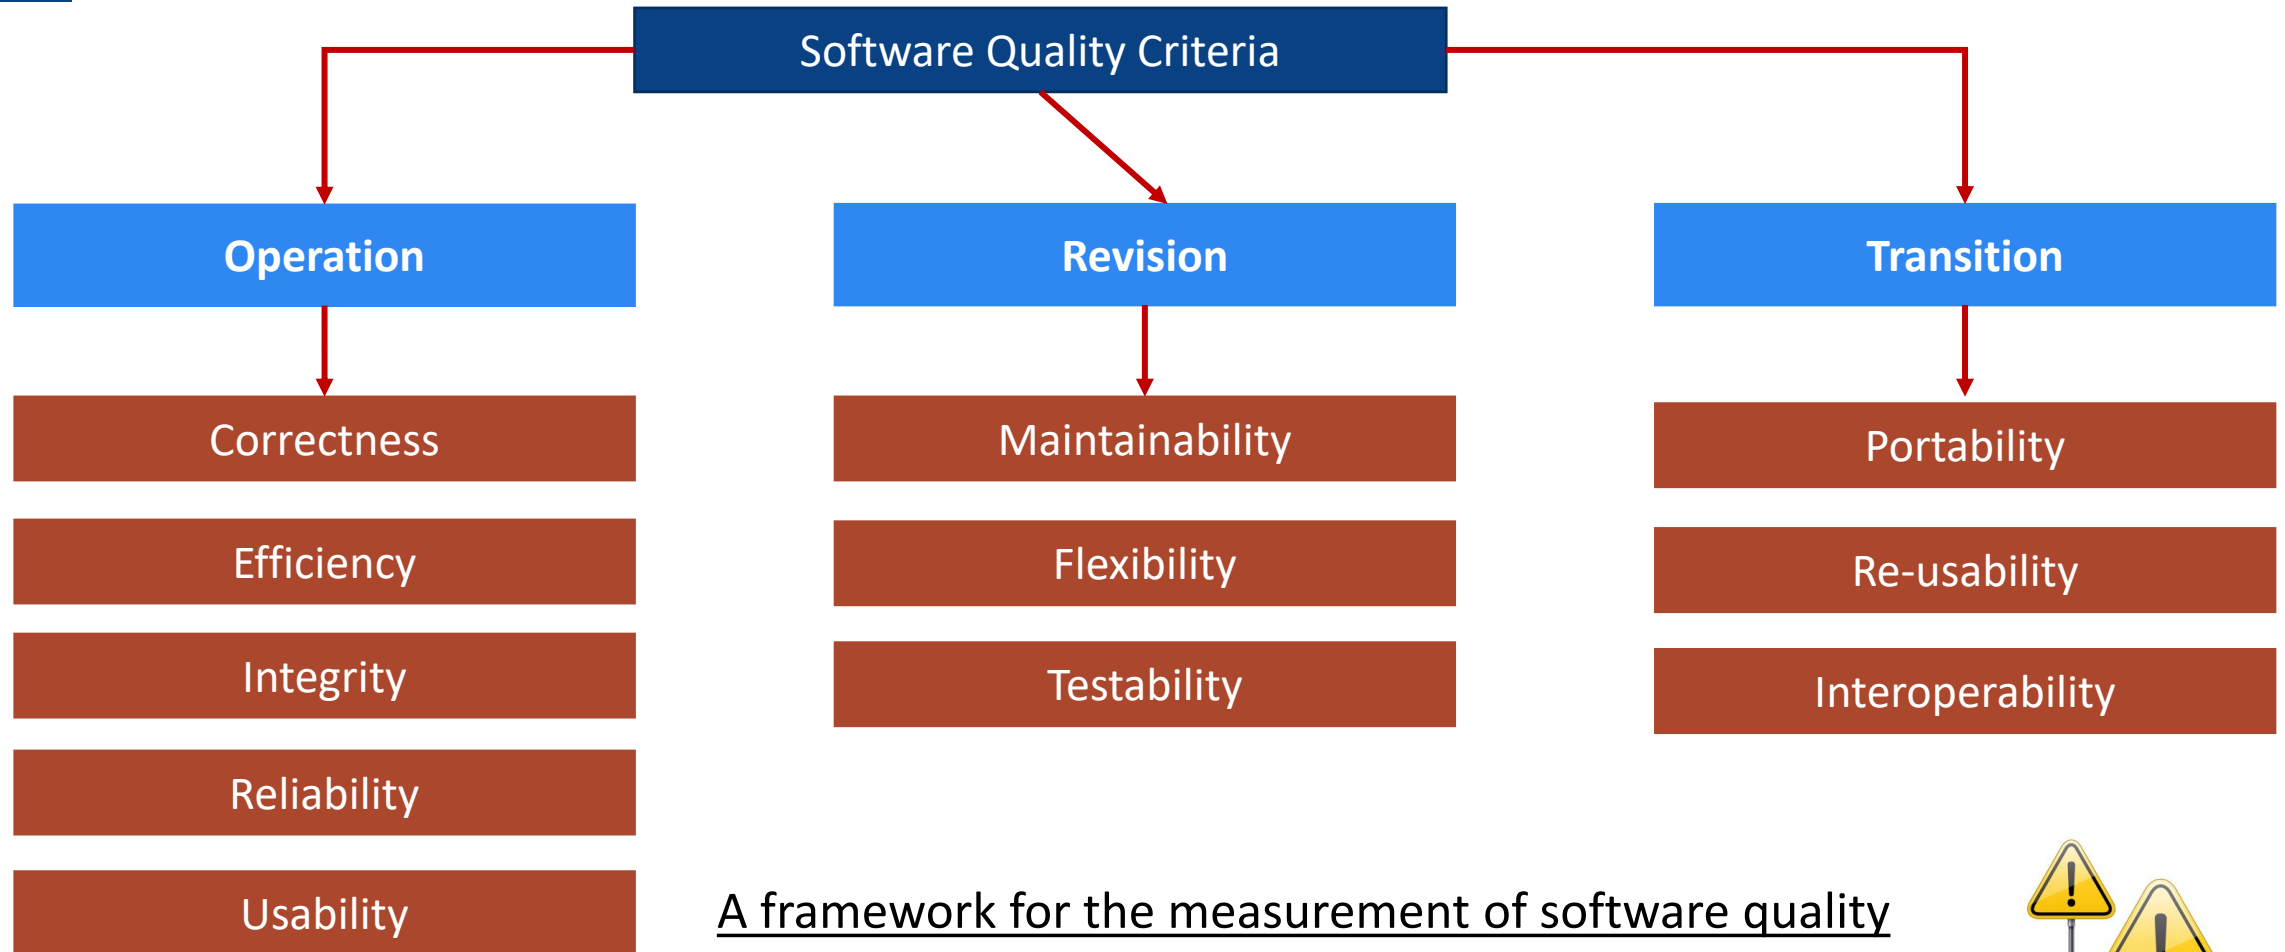 Software Quality Criteria
Operation
Revision
Transition
Correctness
Efficiency
Integrity
Reliability
Usability
Maintainability
Flexibility
Testability
Portability
Re-usability
Interoperability
A framework for the measurement of software quality